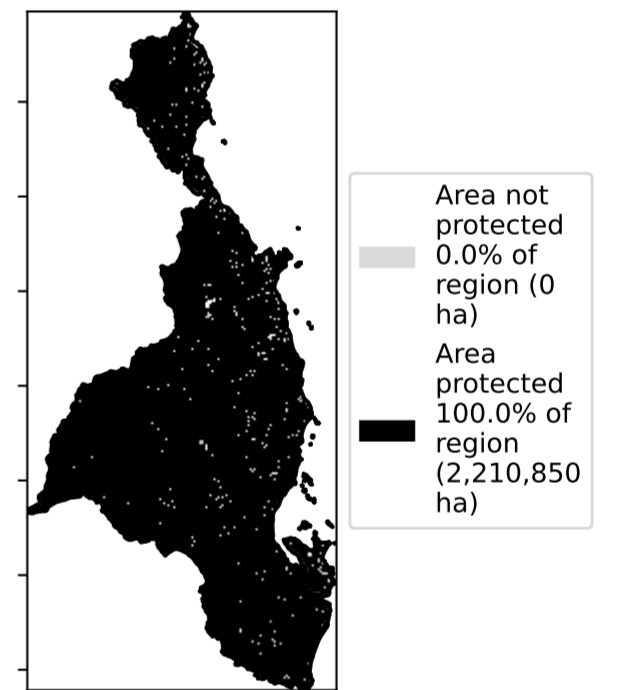 Area not
protected
0.0% of
region (0
ha)
Area
protected
100.0% of
region
(2,210,850
ha)